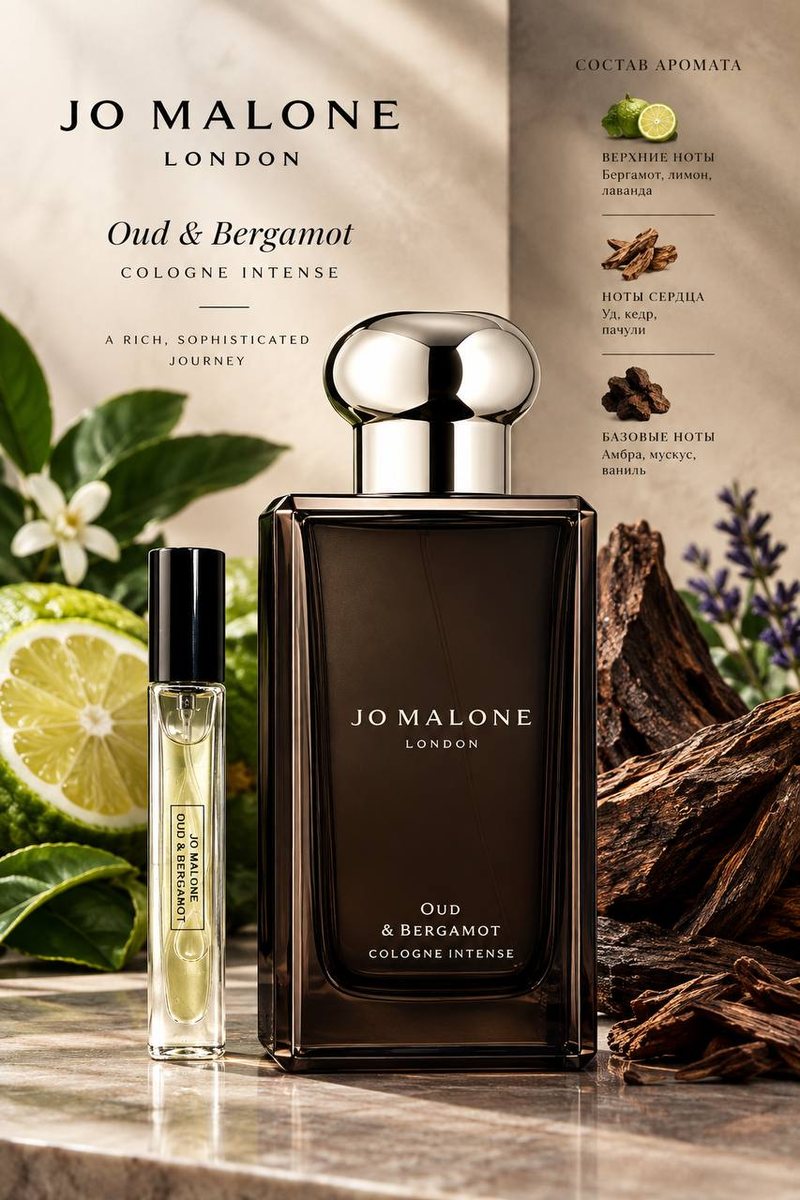 JO MALONE
LONDON
Oud & Bergamot
COLOGNE INTENSE
A RICH, SOPHISTICATED
JOURNEY
СОСТАВ АРОМАТА
ВЕРХНИЕ НОТЫ
Бергамот, лимон,
лаванда
НОТЫ СЕРДЦА
Уд, кедр,
пачули
БАЗОВЫЕ НОТЫ
Амбра, мускус,
ваниль
JO MALONE
OUD & BERGAMOT
JO MALONE
LONDON
OUD
& BERGAMOT
COLOGNE INTENSE